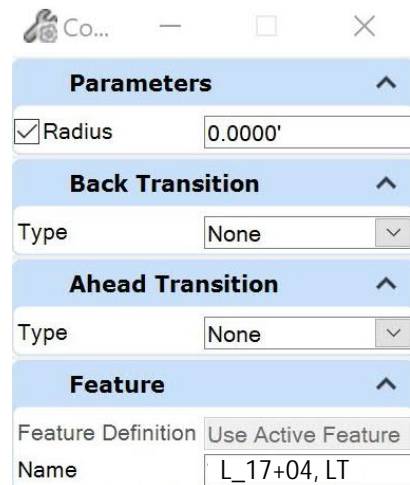 Co...
Parameters
Radius 0.0000'
Back Transition
Type None
Ahead Transition
Type None
Feature
Feature Definition Use Active Feature
Name L_17+04, LT